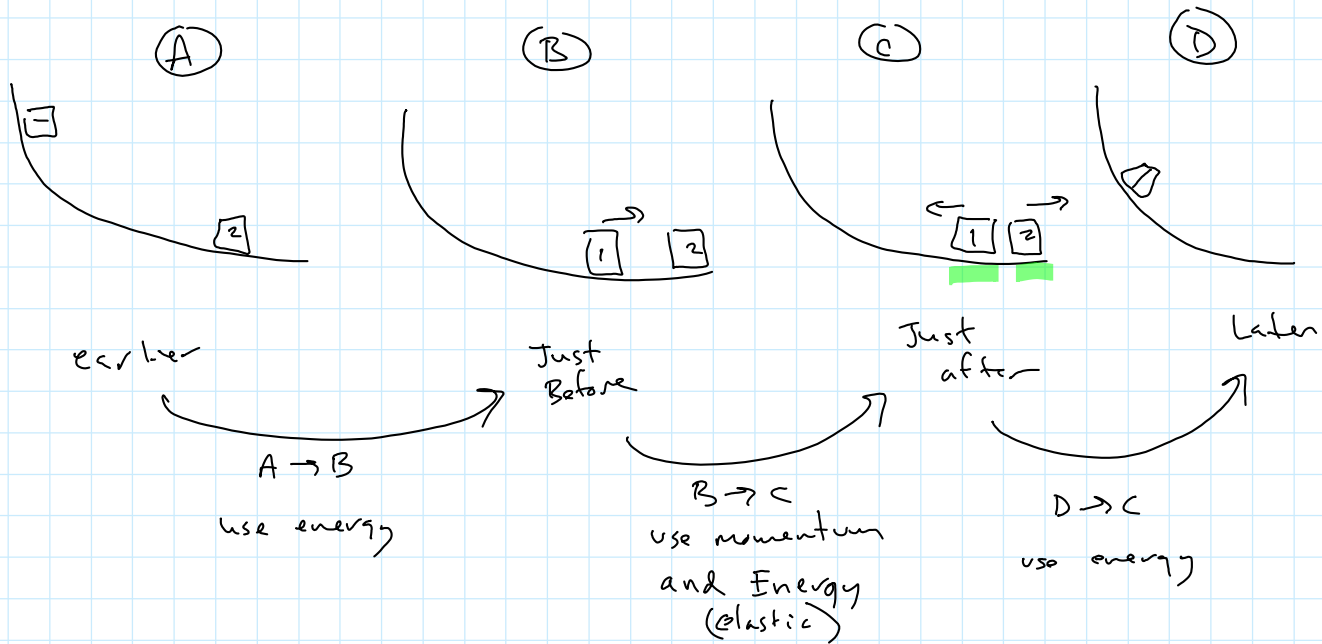 A
B
C
D
1
2
1
2
1
2
1
earlier
Just
Before
Just
after
Later
A → B
use energy
B → C
use momentum
and Energy
(elastic)
D → C
use energy